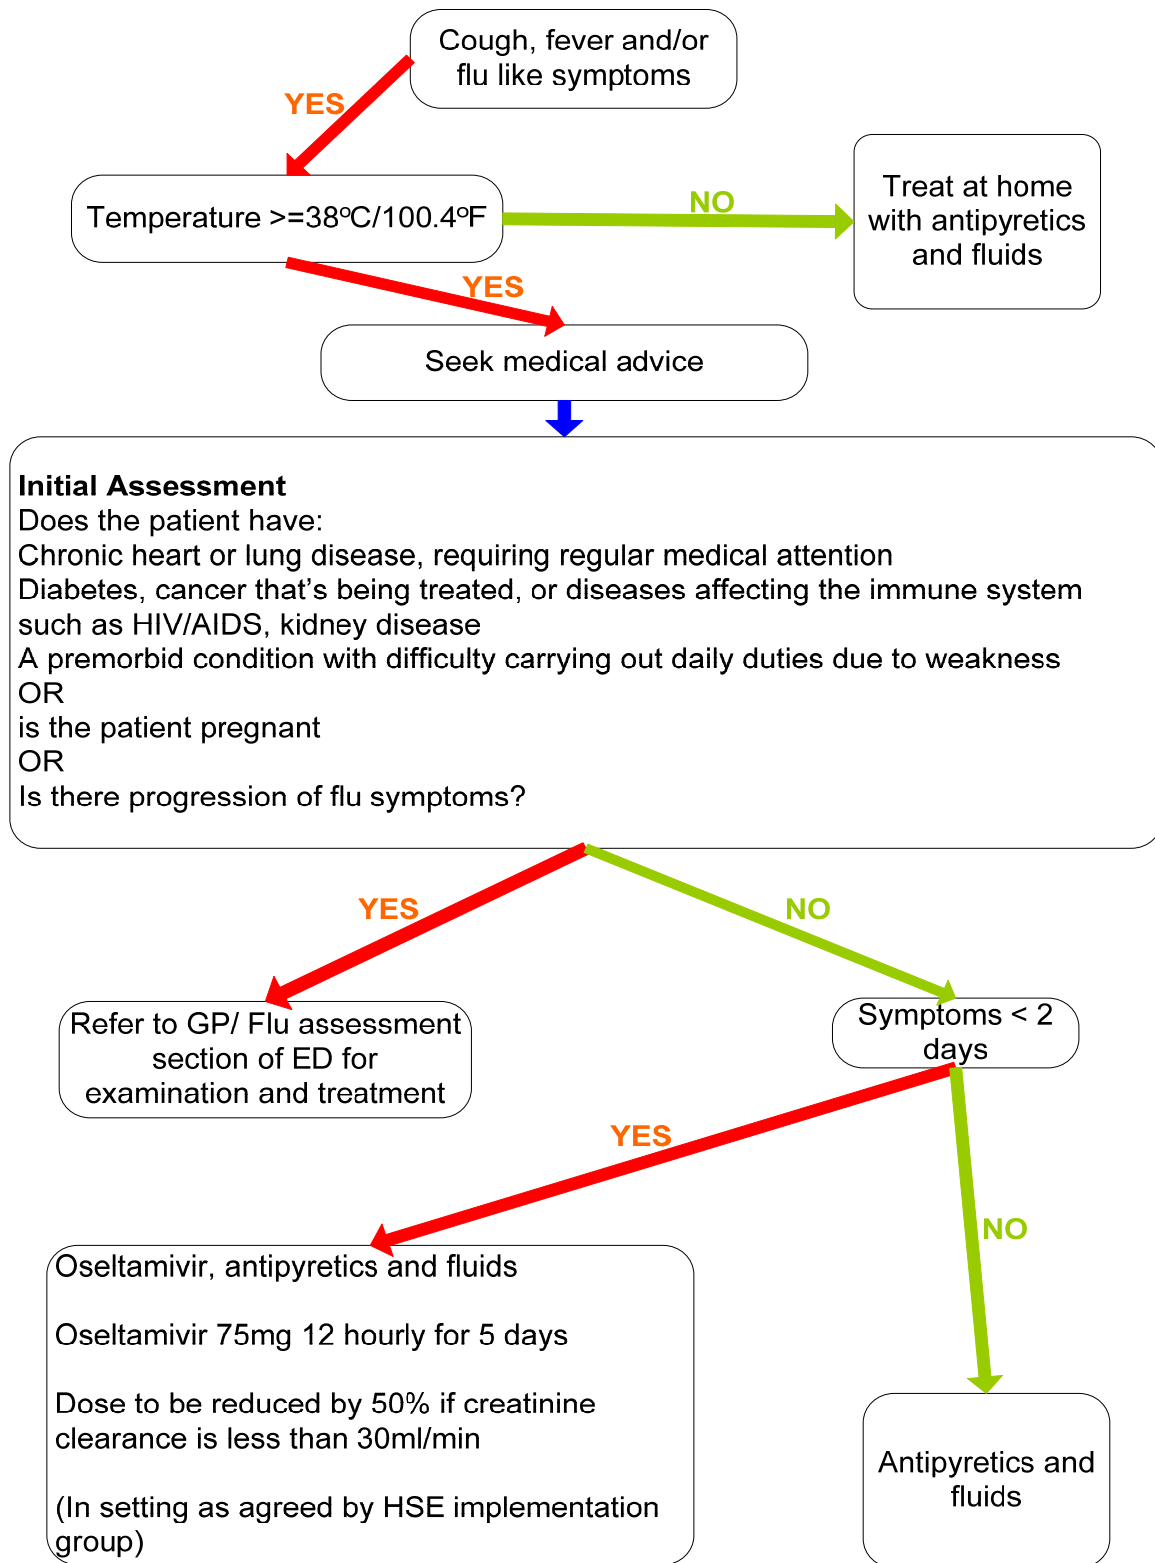 Cough, fever and/or
flu like symptoms
YES
Temperature >=38ºC/100.4ºF
NO
Treat at home
with antipyretics
and fluids
YES
Seek medical advice
Initial Assessment
Does the patient have:
Chronic heart or lung disease, requiring regular medical attention
Diabetes, cancer that’s being treated, or diseases affecting the immune system
such as HIV/AIDS, kidney disease
A premorbid condition with difficulty carrying out daily duties due to weakness
OR
is the patient pregnant
OR
Is there progression of flu symptoms?
YES
NO
Refer to GP/ Flu assessment
section of ED for
examination and treatment
Symptoms < 2
days
YES
NO
Oseltamivir, antipyretics and fluids
Oseltamivir 75mg 12 hourly for 5 days
Dose to be reduced by 50% if creatinine
clearance is less than 30ml/min
(In setting as agreed by HSE implementation
group)
Antipyretics and
fluids